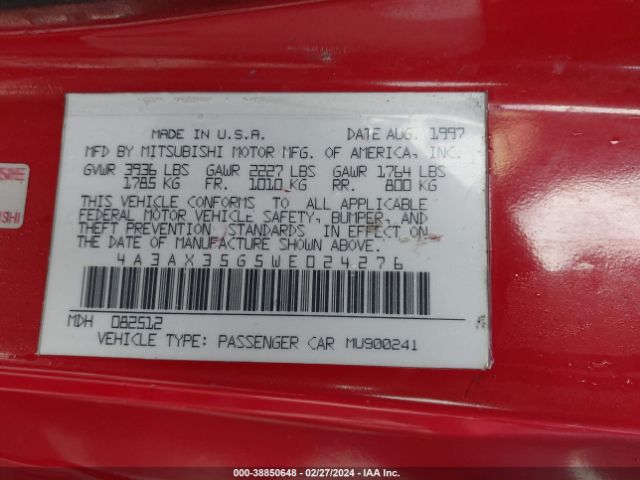 MADE IN U.S.A. DATE AUG. 1997
MFD BY MITSUBISHI MOTOR MFG. OF AMERICA, INC.
GVWR 3936 LBS GAWR 2227 LBS GAWR 1764 LBS
1785 KG FR. 1010 KG RR. 800 KG
THIS VEHICLE CONFORMS TO ALL APPLICABLE
FEDERAL MOTOR VEHICLE SAFETY, BUMPER, AND
THEFT PREVENTION STANDARDS IN EFFECT ON
THE DATE OF MANUFACTURE SHOWN ABOVE.
4A3AX35G5WE024276
MDH 082512
VEHICLE TYPE: PASSENGER CAR MU900241
000-38850648 - 02/27/2024 - IAA Inc.